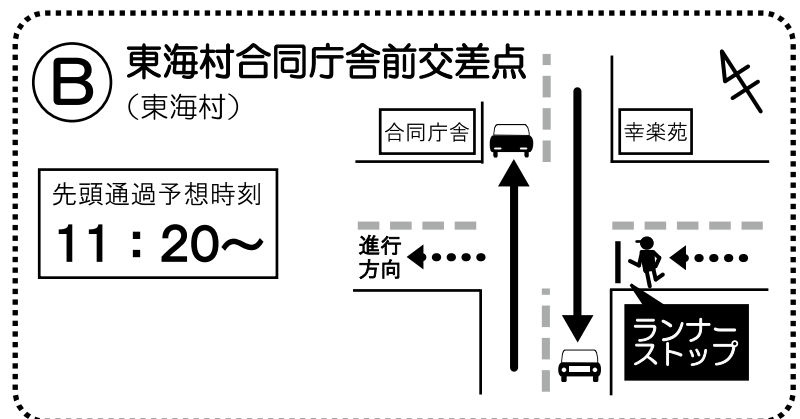 B
東海村合同庁舎前交差点
（東海村）
先頭通過予想時刻
11：20〜
合同庁舎
幸楽苑
進行
方向
ランナー
ストップ